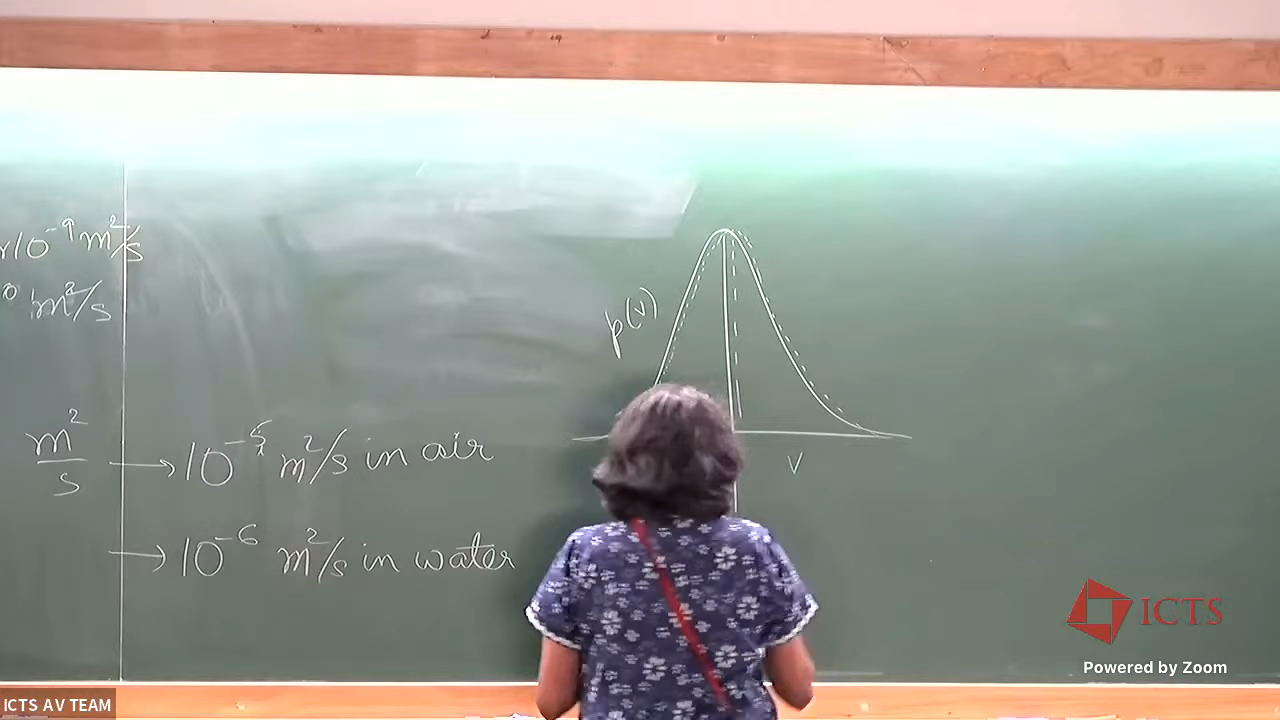 10⁻⁹ m²/s
m²/s
m²/s → 10⁻⁵ m²/s in air
→ 10⁻⁶ m²/s in water
p(v)
v
ICTS
Powered by Zoom
ICTS AV TEAM